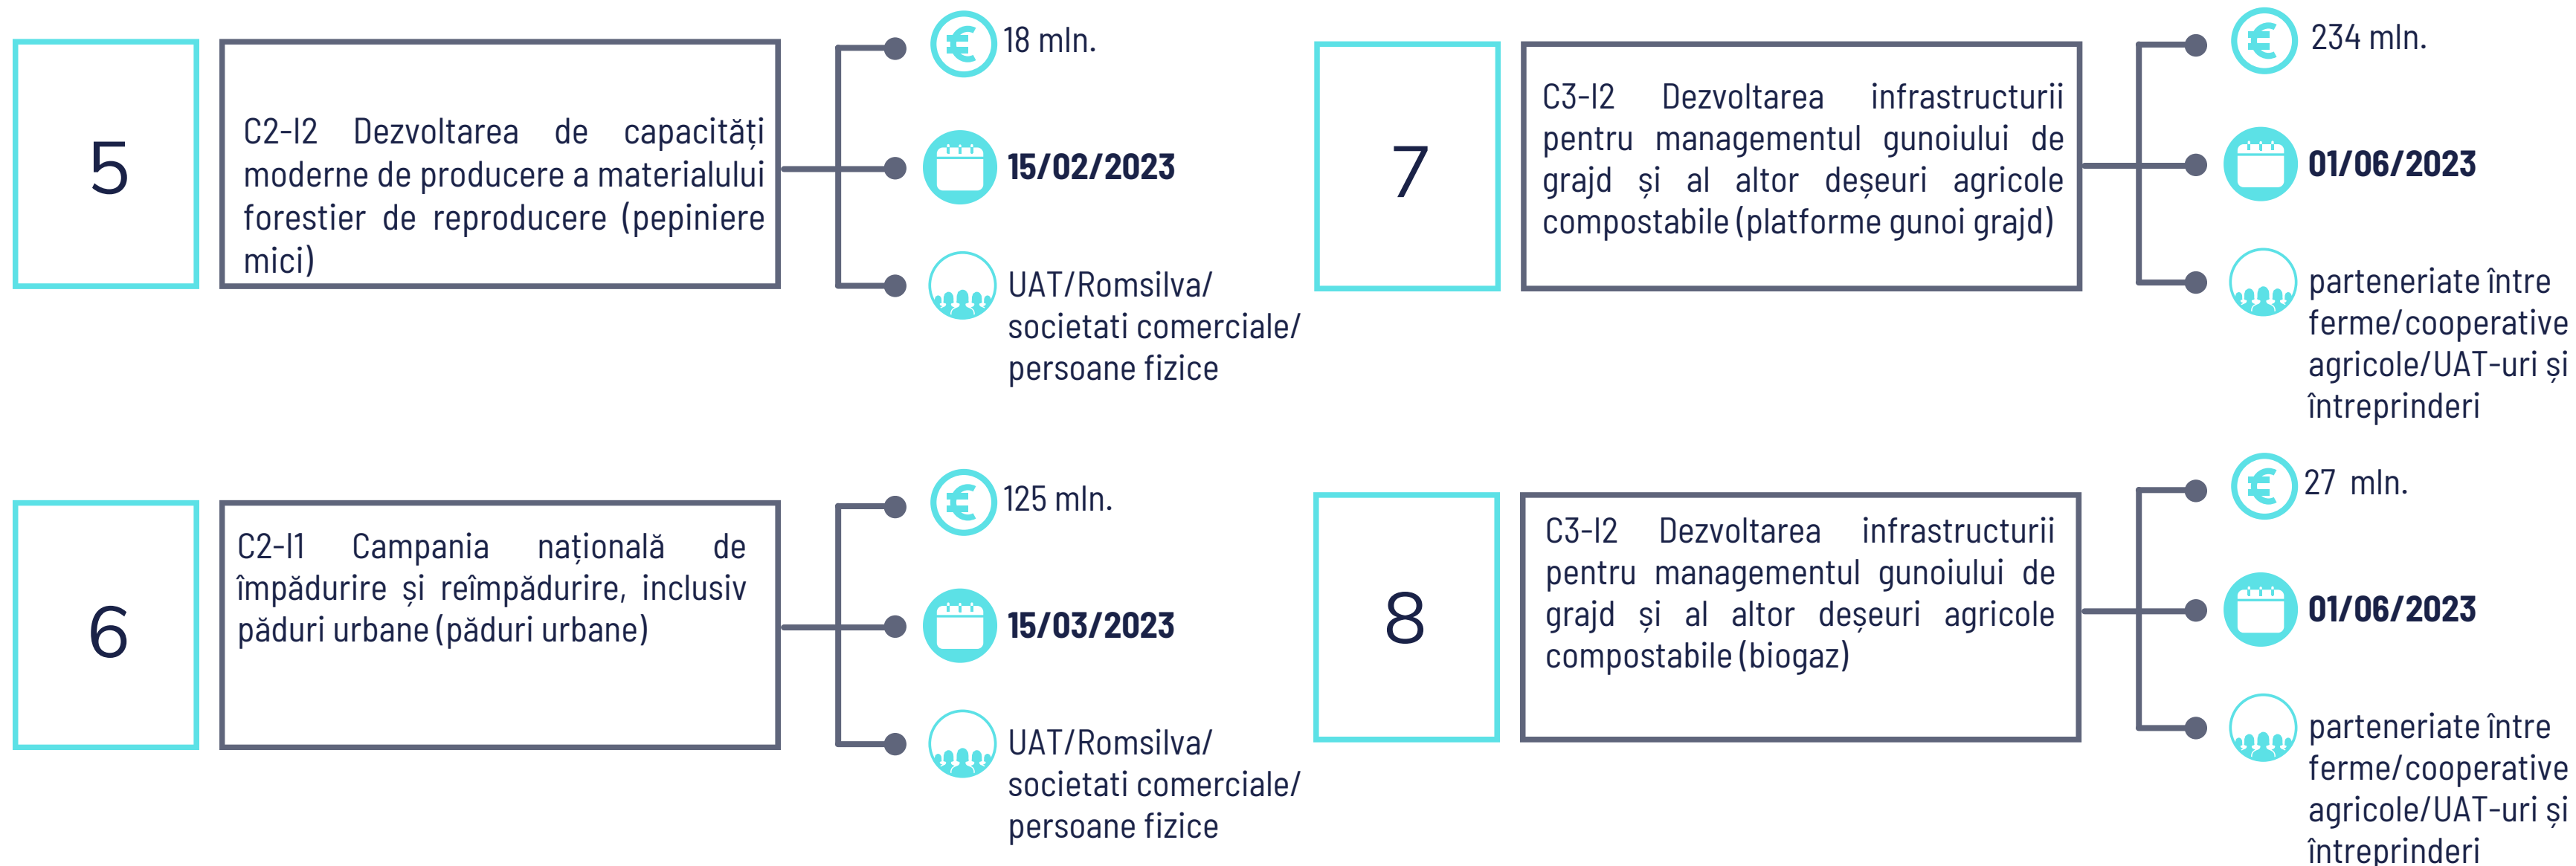 5
C2-I2 Dezvoltarea de capacități
moderne de producere a materialului
forestier de reproducere (pepiniere
mici)
18 mln.
15/02/2023
UAT/Romsilva/
societati comerciale/
persoane fizice
6
C2-I1 Campania națională de
împădurire și reîmpădurire, inclusiv
păduri urbane (păduri urbane)
125 mln.
15/03/2023
UAT/Romsilva/
societati comerciale/
persoane fizice
7
C3-I2 Dezvoltarea infrastructurii
pentru managementul gunoiului de
grajd și al altor deșeuri agricole
compostabile (platforme gunoi grajd)
234 mln.
01/06/2023
parteneriate între
ferme/cooperative
agricole/UAT-uri și
întreprinderi
8
C3-I2 Dezvoltarea infrastructurii
pentru managementul gunoiului de
grajd și al altor deșeuri agricole
compostabile (biogaz)
27 mln.
01/06/2023
parteneriate între
ferme/cooperative
agricole/UAT-uri și
întreprinderi